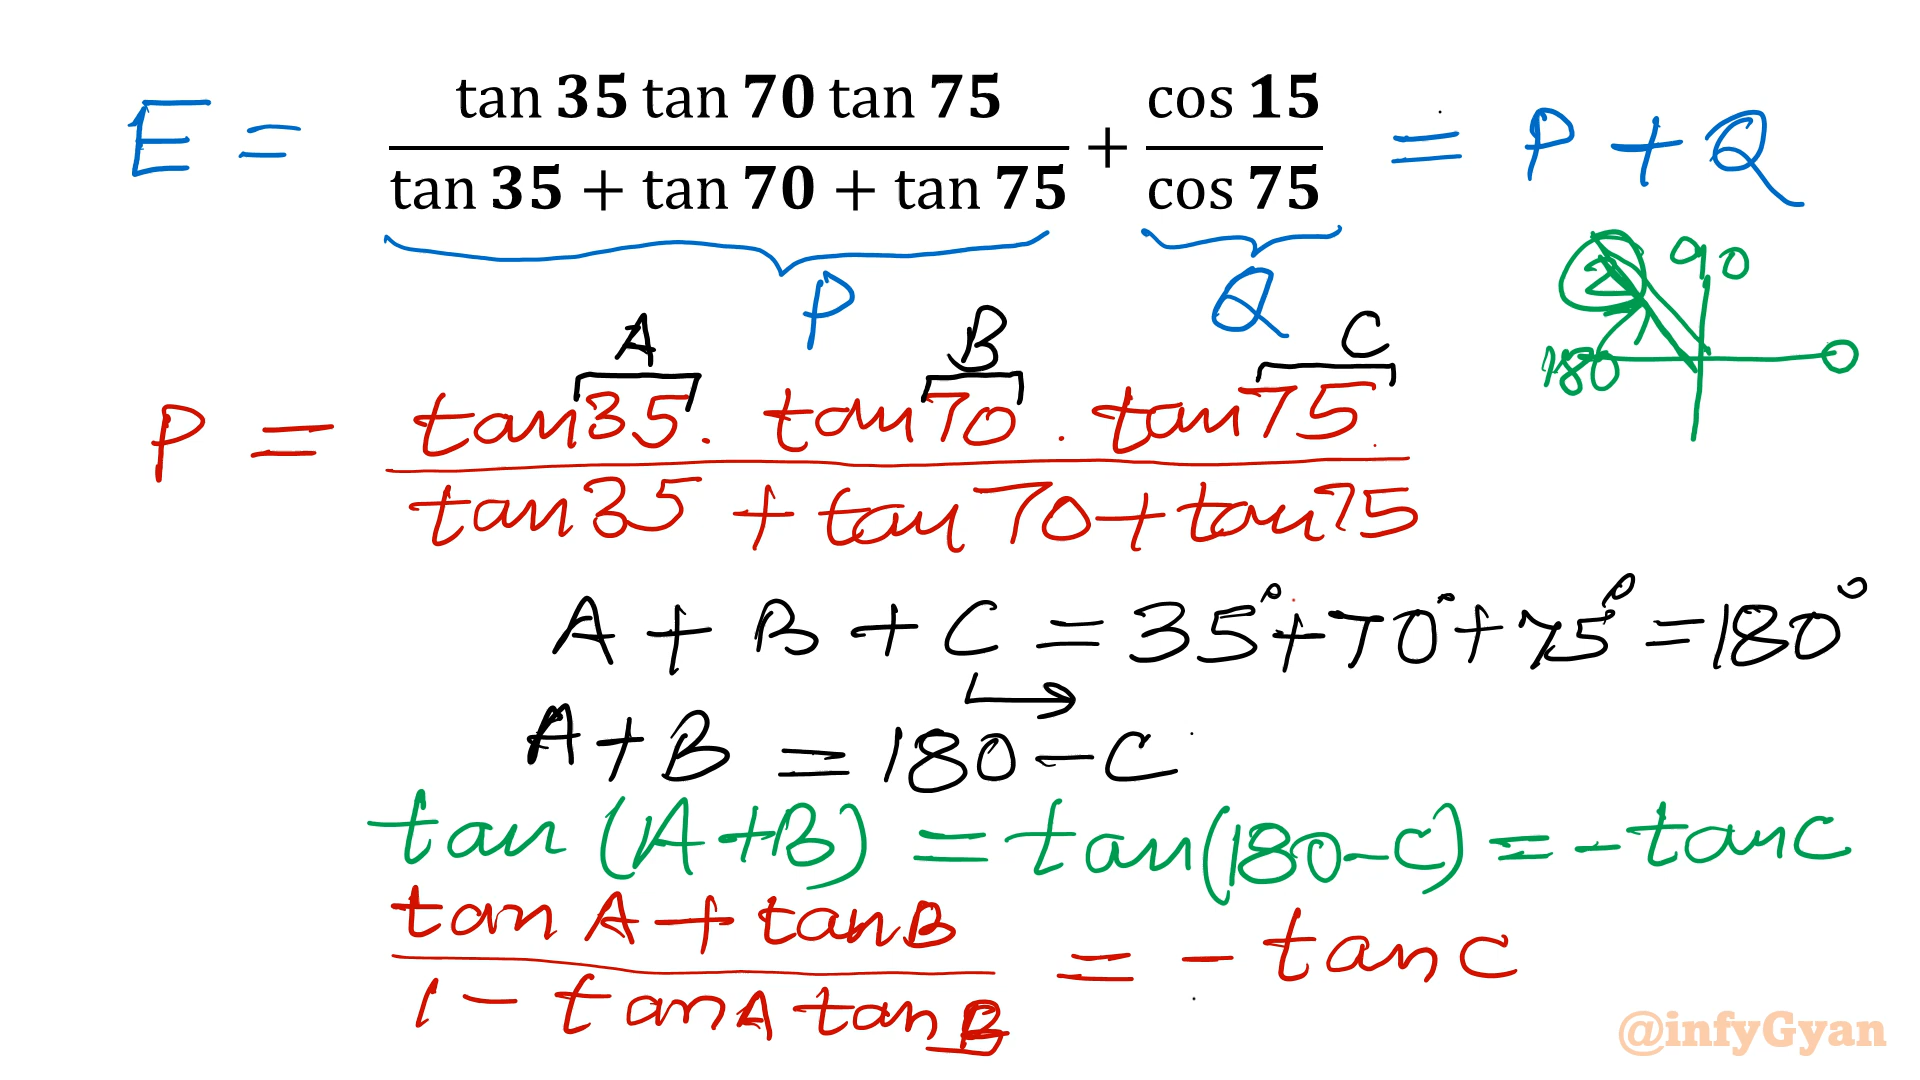 E = tan 35 tan 70 tan 75 / tan 35 + tan 70 + tan 75 + cos 15 / cos 75 = P + Q
P Q
90
2
180 0
A B C
P = tan35 . tan70 . tan75 / tan35 + tan70 + tan75
A + B + C = 35° + 70° + 75° = 180°
A + B = 180 - C
tan (A+B) = tan(180-C) = - tanC
tan A + tanB / 1 - tanA tanB = - tanC
@infyGyan